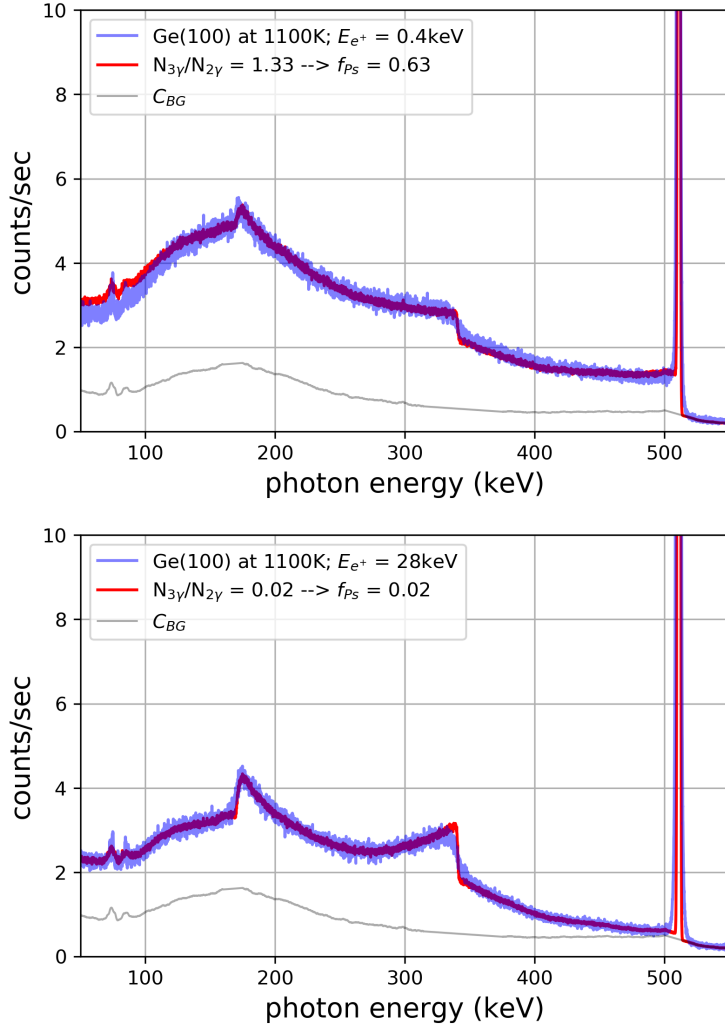 10
8
6
4
2
0
counts/sec
Ge(100) at 1100K; E_{e^+} = 0.4keV
N_{3γ}/N_{2γ} = 1.33 --> f_{Ps} = 0.63
C_{BG}
100 200 300 400 500
photon energy (keV)
10
8
6
4
2
0
counts/sec
Ge(100) at 1100K; E_{e^+} = 28keV
N_{3γ}/N_{2γ} = 0.02 --> f_{Ps} = 0.02
C_{BG}
100 200 300 400 500
photon energy (keV)